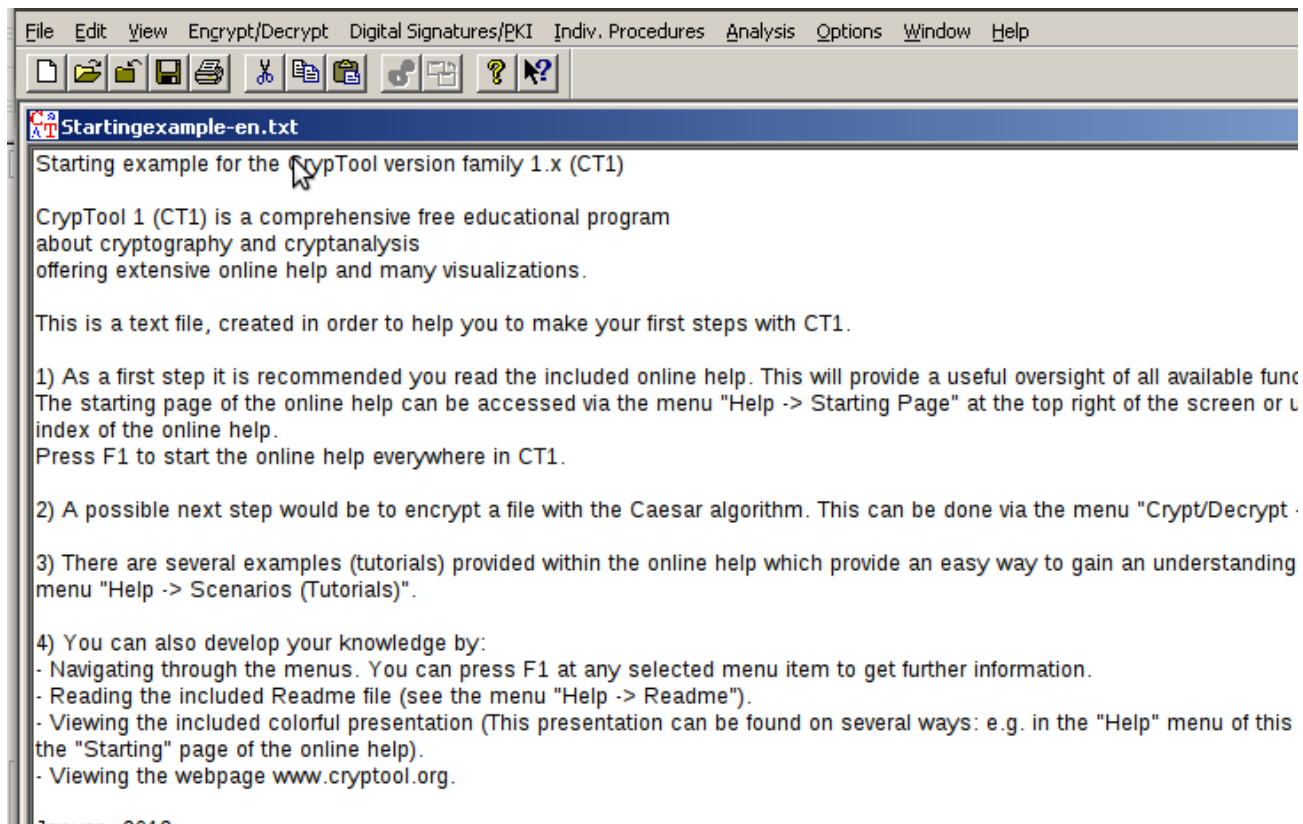 File Edit View Encrypt/Decrypt Digital Signatures/PKI Indiv. Procedures Analysis Options Window Help
Startingexample-en.txt
Starting example for the CrypTool version family 1.x (CT1)
CrypTool 1 (CT1) is a comprehensive free educational program
about cryptography and cryptanalysis
offering extensive online help and many visualizations.
This is a text file, created in order to help you to make your first steps with CT1.
1) As a first step it is recommended you read the included online help. This will provide a useful oversight of all available
The starting page of the online help can be accessed via the menu "Help -> Starting Page" at the top right of the screen or
index of the online help.
Press F1 to start the online help everywhere in CT1.
2) A possible next step would be to encrypt a file with the Caesar algorithm. This can be done via the menu "Crypt/Decrypt -
3) There are several examples (tutorials) provided within the online help which provide an easy way to gain an understanding
menu "Help -> Scenarios (Tutorials)".
4) You can also develop your knowledge by:
- Navigating through the menus. You can press F1 at any selected menu item to get further information.
- Reading the included Readme file (see the menu "Help -> Readme").
- Viewing the included colorful presentation (This presentation can be found on several ways: e.g. in the "Help" menu of this
the "Starting" page of the online help).
- Viewing the webpage www.cryptool.org.